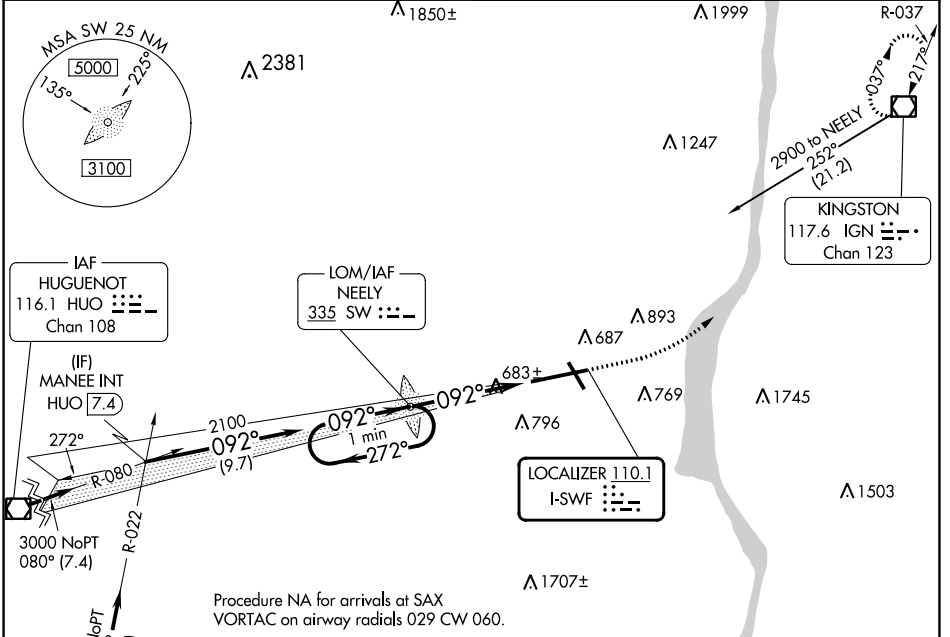 1850±
1999
R-037
MSA SW 25 NM
5000
225°
135°
3100
2381
037°
217°
1247
2900 to NEELY
252°
(21.2)
KINGSTON
117.6 IGN
Chan 123
IAF
HUGUENOT
116.1 HUO
Chan 108
LOM/IAF
NEELY
335 SW
(IF)
MANEE INT
HUO 7.4
893
687
683±
769
1745
796
2100
272°
092°
(9.7)
092°
1 min
272°
092°
R-080
R-022
3000 NoPT
080° (7.4)
LOCALIZER 110.1
I-SWF
1503
1707±
NoPT
Procedure NA for arrivals at SAX
VORTAC on airway radials 029 CW 060.